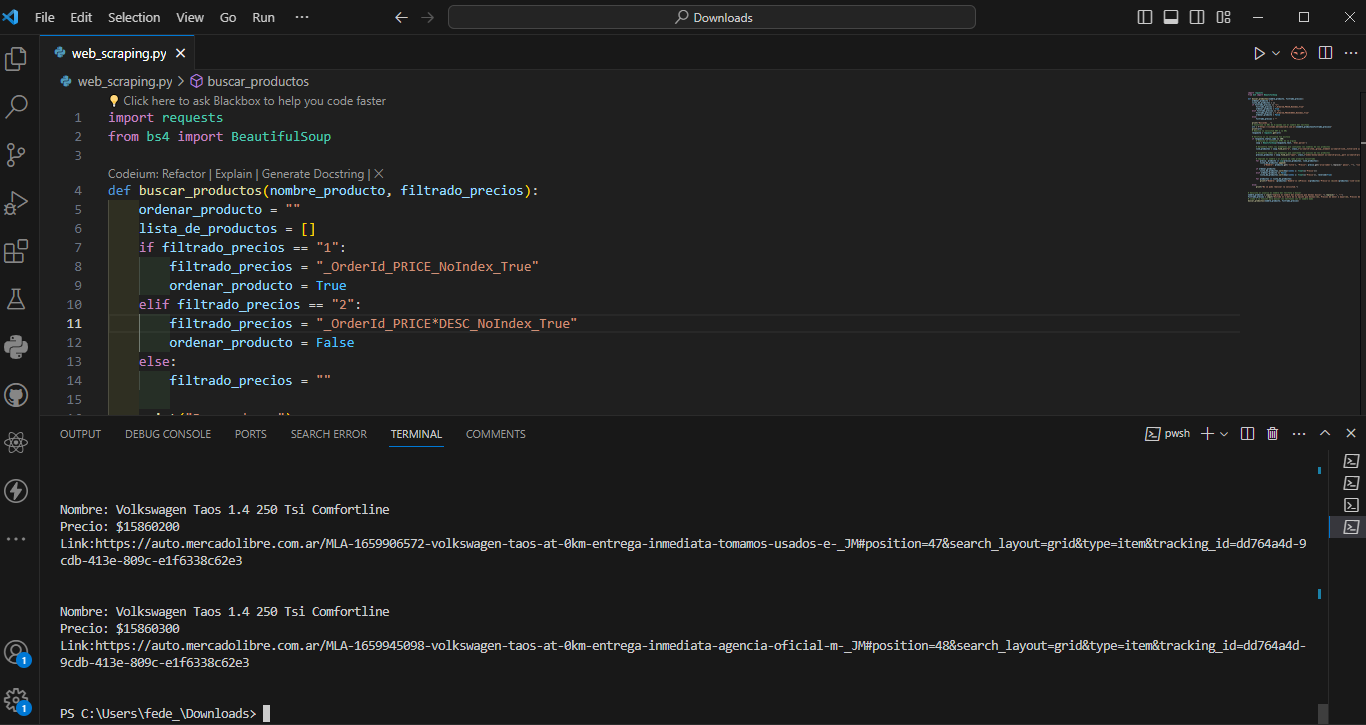 File Edit Selection View Go Run ··· Downloads
web_scraping.py
web_scraping.py > buscar_productos
Click here to ask Blackbox to help you code faster
1 import requests
2 from bs4 import BeautifulSoup
3
Codeium: Refactor | Explain | Generate Docstring | X
4 def buscar_productos(nombre_producto, filtrado_precios):
5 ordenar_producto = ""
6 lista_de_productos = []
7 if filtrado_precios == "1":
8 filtrado_precios = "_OrderId_PRICE_NoIndex_True"
9 ordenar_producto = True
10 elif filtrado_precios == "2":
11 filtrado_precios = "_OrderId_PRICE*DESC_NoIndex_True"
12 ordenar_producto = False
13 else:
14 filtrado_precios = ""
15
OUTPUT DEBUG CONSOLE PORTS SEARCH ERROR TERMINAL COMMENTS pwsh
Nombre: Volkswagen Taos 1.4 250 Tsi Comfortline
Precio: $15860200
Link:https://auto.mercadolibre.com.ar/MLA-1659906572-volkswagen-taos-at-0km-entrega-inmediata-tomamos-usados-e-_JM#position=47&search_layout=grid&type=item&tracking_id=dd764a4d-9
cdb-413e-809c-e1f6338c62e3
Nombre: Volkswagen Taos 1.4 250 Tsi Comfortline
Precio: $15860300
Link:https://auto.mercadolibre.com.ar/MLA-1659945098-volkswagen-taos-at-0km-entrega-inmediata-agencia-oficial-m-_JM#position=48&search_layout=grid&type=item&tracking_id=dd764a4d-
9cdb-413e-809c-e1f6338c62e3
1
1
PS C:\Users\fede_\Downloads>